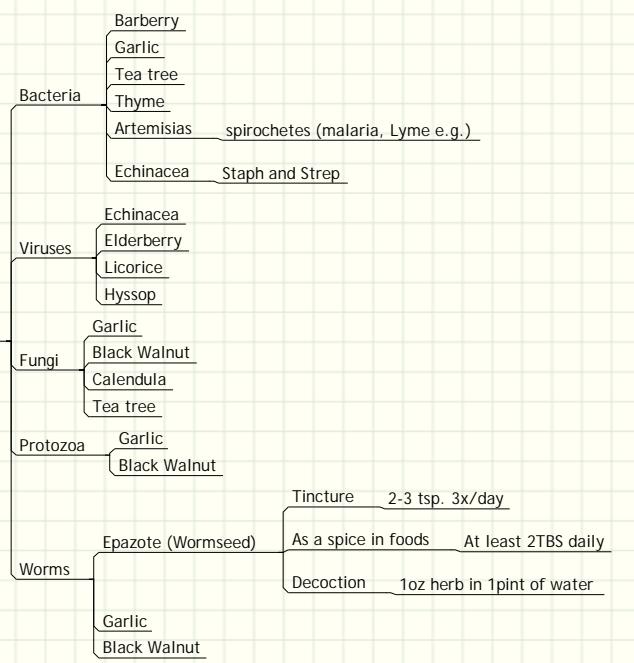 Bacteria
Barberry
Garlic
Tea tree
Thyme
Artemisias
spirochetes (malaria, Lyme e.g.)
Echinacea
Staph and Strep
Viruses
Echinacea
Elderberry
Licorice
Hyssop
Fungi
Garlic
Black Walnut
Calendula
Tea tree
Protozoa
Garlic
Black Walnut
Worms
Epazote (Wormseed)
Tincture
2-3 tsp. 3x/day
As a spice in foods
At least 2TBS daily
Decoction
1oz herb in 1pint of water
Garlic
Black Walnut